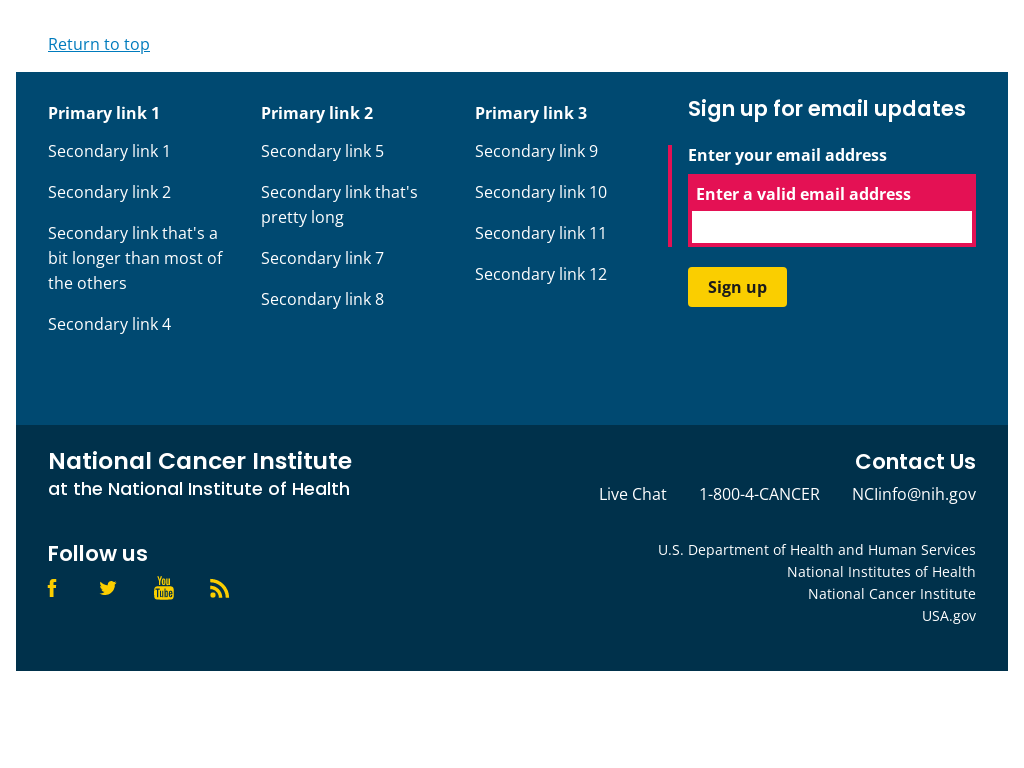 Return to top
Primary link 1
Secondary link 1
Secondary link 2
Secondary link that's a
bit longer than most of
the others
Secondary link 4
Primary link 2
Secondary link 5
Secondary link that's
pretty long
Secondary link 7
Secondary link 8
Primary link 3
Secondary link 9
Secondary link 10
Secondary link 11
Secondary link 12
Sign up for email updates
Enter your email address
Enter a valid email address
Sign up
National Cancer Institute
at the National Institute of Health
Contact Us
Live Chat 1-800-4-CANCER NCIinfo@nih.gov
Follow us
You
Tube
U.S. Department of Health and Human Services
National Institutes of Health
National Cancer Institute
USA.gov